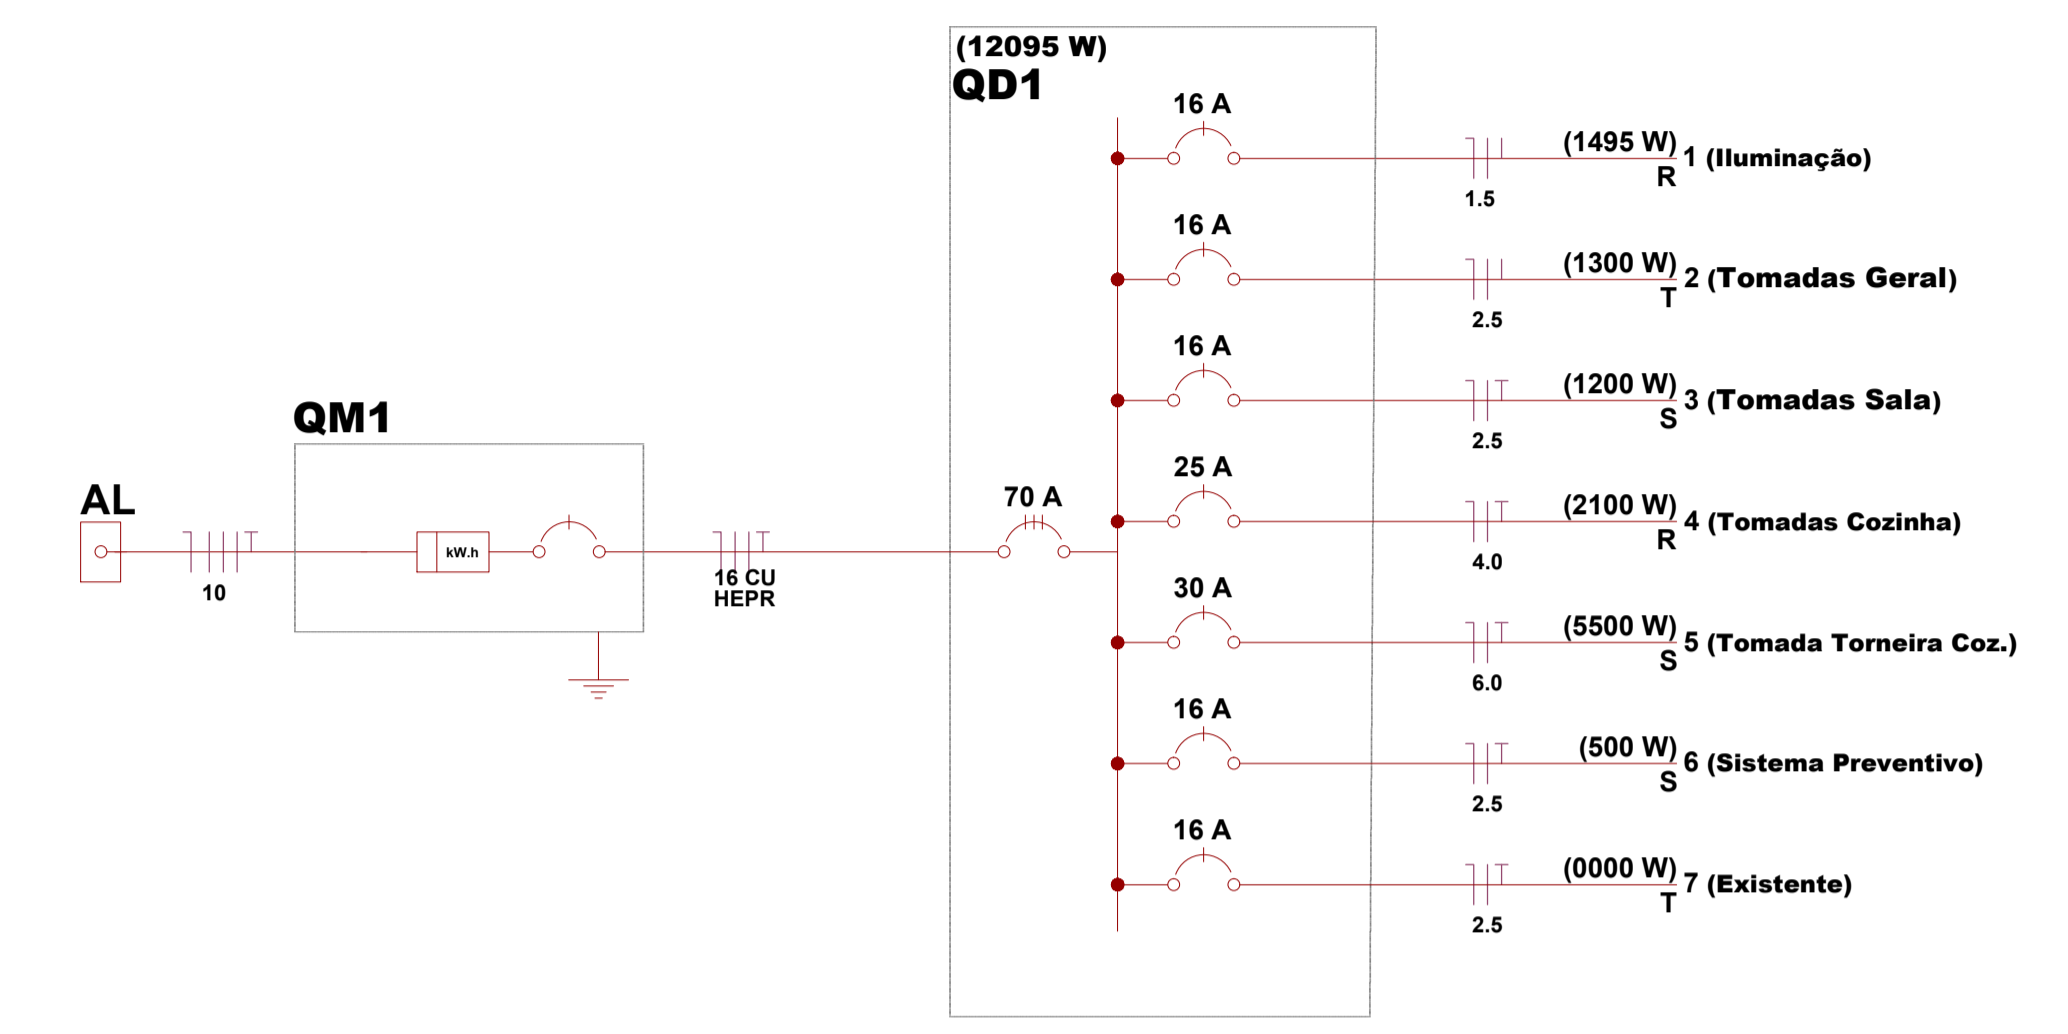 (12095 W)
QD1
16 A
(1495 W)
1 (Iluminação)
R
1.5
16 A
(1300 W)
2 (Tomadas Geral)
T
2.5
16 A
(1200 W)
3 (Tomadas Sala)
S
2.5
QM1
AL
kW.h
10
16 CU
HEPR
70 A
25 A
(2100 W)
4 (Tomadas Cozinha)
R
4.0
30 A
(5500 W)
5 (Tomada Torneira Coz.)
S
6.0
16 A
(500 W)
6 (Sistema Preventivo)
S
2.5
16 A
(0000 W)
7 (Existente)
T
2.5